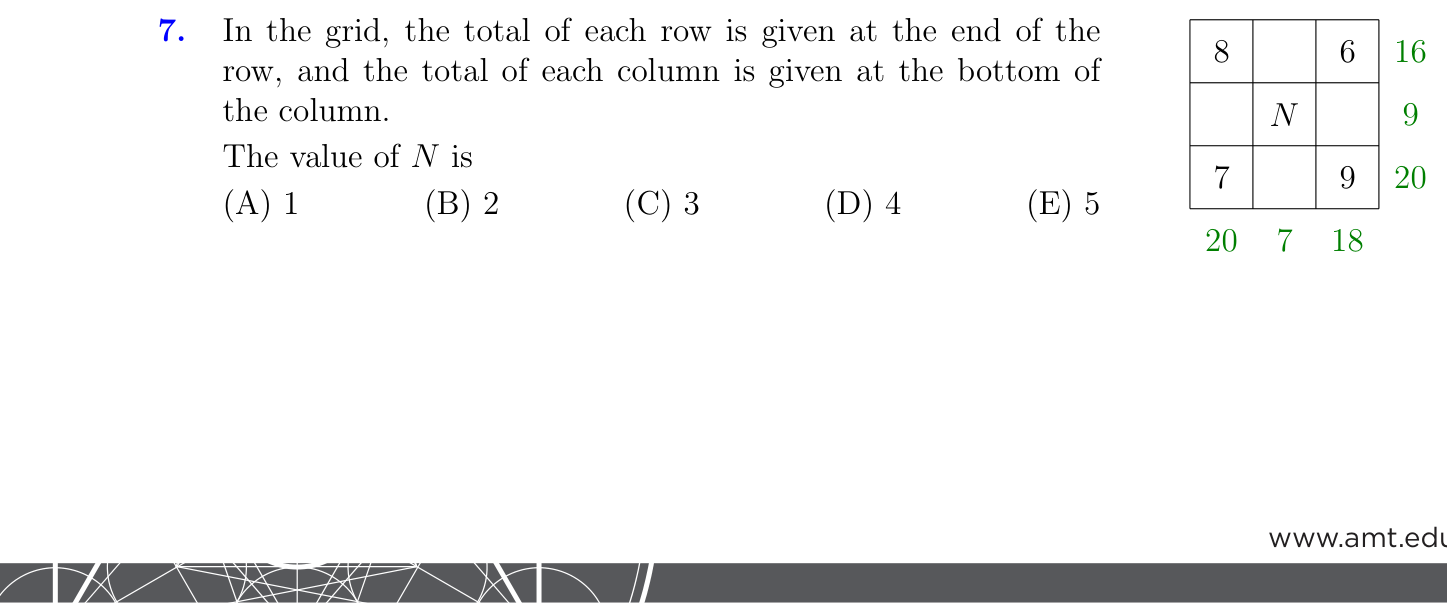 7. In the grid, the total of each row is given at the end of the
row, and the total of each column is given at the bottom of
the column.
The value of N is
(A) 1 (B) 2 (C) 3 (D) 4 (E) 5
8 6 16
N 9
7 9 20
20 7 18
www.amt.edu